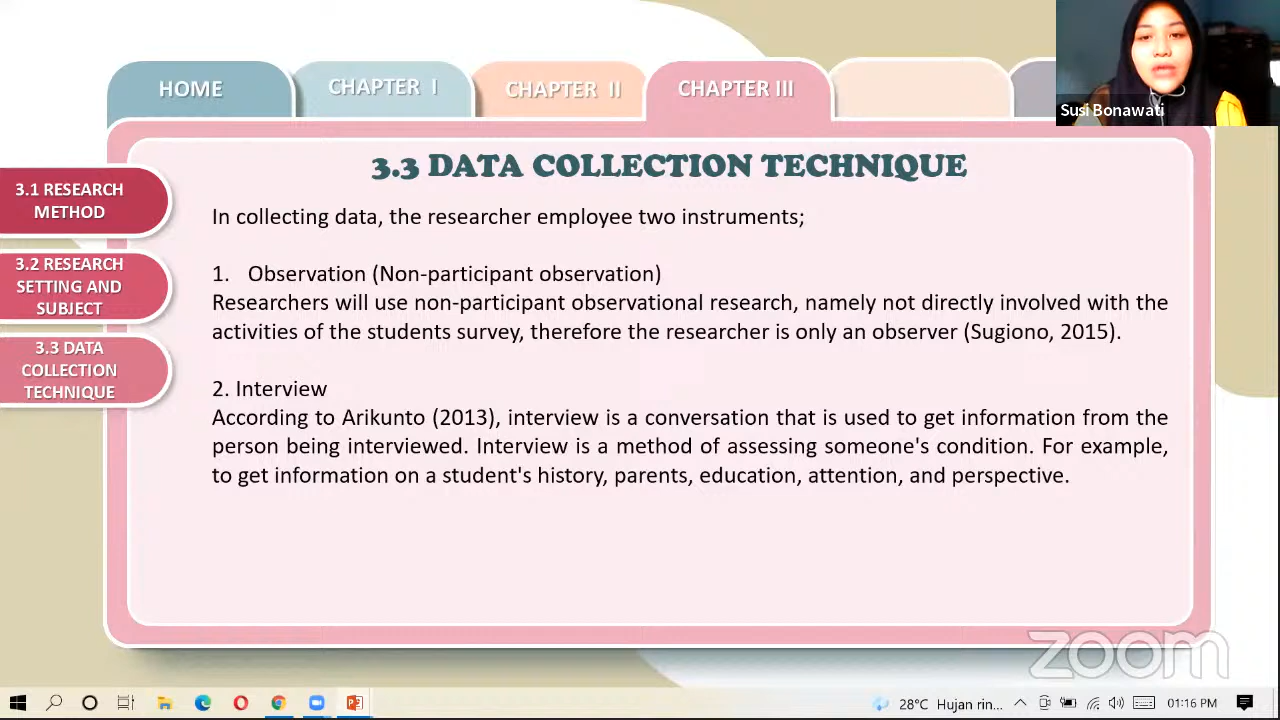 HOME
CHAPTER I
CHAPTER II
CHAPTER III
Susi Bonawati
3.1 RESEARCH
METHOD
3.2 RESEARCH
SETTING AND
SUBJECT
3.3 DATA
COLLECTION
TECHNIQUE
3.3 DATA COLLECTION TECHNIQUE
In collecting data, the researcher employee two instruments;
1. Observation (Non-participant observation)
Researchers will use non-participant observational research, namely not directly involved with the
activities of the students survey, therefore the researcher is only an observer (Sugiono, 2015).
2. Interview
According to Arikunto (2013), interview is a conversation that is used to get information from the
person being interviewed. Interview is a method of assessing someone's condition. For example,
to get information on a student's history, parents, education, attention, and perspective.
zoom
28°C Hujan rin...
01:16 PM